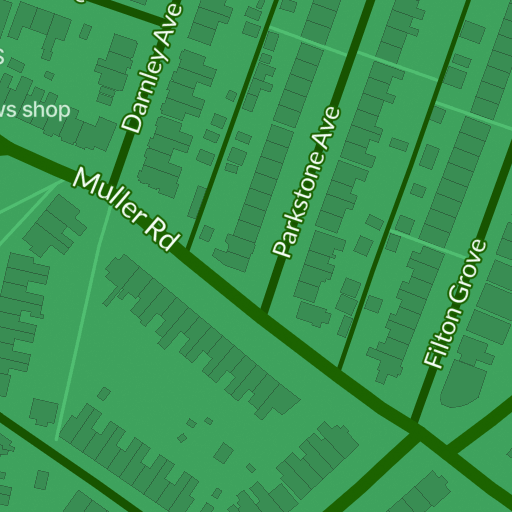 Darnley Ave
ws shop
Muller Rd
Parkstone Ave
Filton Grove